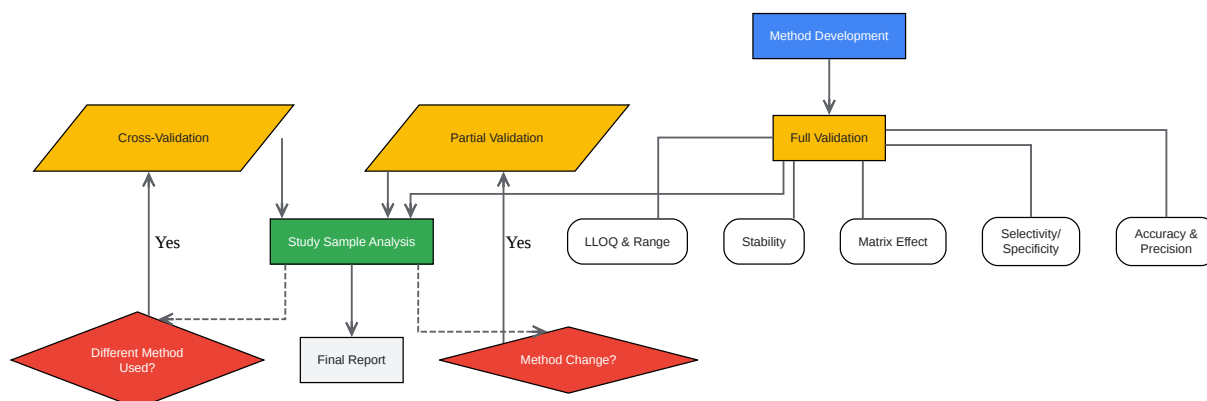 Method Development
Cross-Validation
Partial Validation
Full Validation
Yes
Study Sample Analysis
Yes
LLOQ & Range
Stability
Matrix Effect
Selectivity/
Specificity
Accuracy &
Precision
Different Method
Used?
Final Report
Method Change?